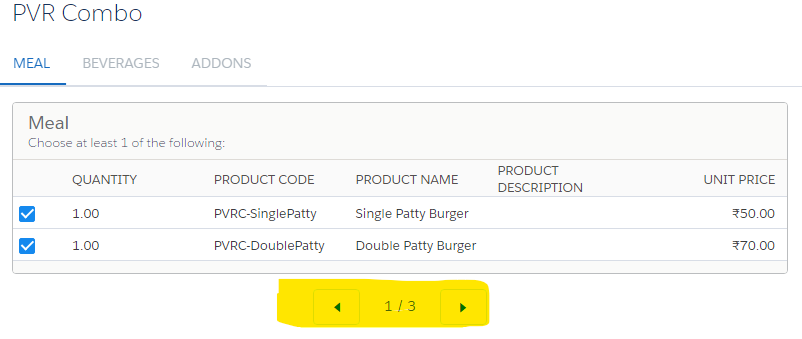 PVR Combo
MEAL BEVERAGES ADDONS
Meal
Choose at least 1 of the following:
QUANTITY PRODUCT CODE PRODUCT NAME PRODUCT DESCRIPTION UNIT PRICE
1.00 PVRC-SinglePatty Single Patty Burger ₹50.00
1.00 PVRC-DoublePatty Double Patty Burger ₹70.00
1 / 3